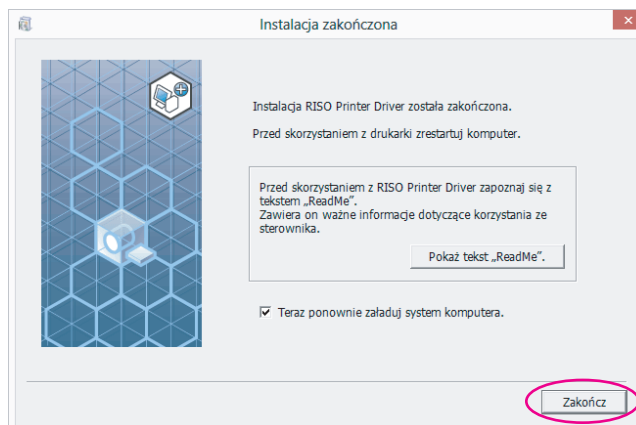 Instalacja zakończona
Instalacja RISO Printer Driver została zakończona.
Przed skorzystaniem z drukarki zrestartuj komputer.
Przed skorzystaniem z RISO Printer Driver zapoznaj się z
tekstem „ReadMe”.
Zawiera on ważne informacje dotyczące korzystania ze
sterownika.
Pokaż tekst „ReadMe”.
Teraz ponownie załaduj system komputera.
Zakończ